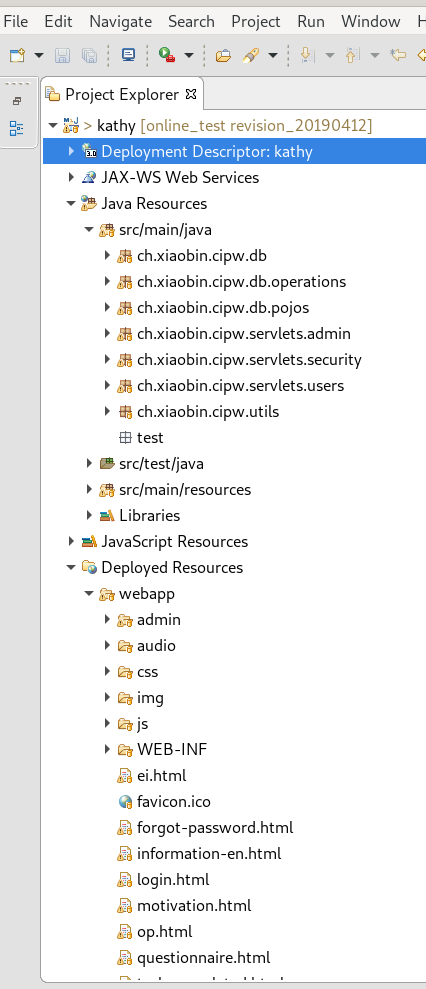 File Edit Navigate Search Project Run Window
Project Explorer
> kathy [online_test revision_20190412]
Deployment Descriptor: kathy
JAX-WS Web Services
Java Resources
src/main/java
ch.xiaobin.cipw.db
ch.xiaobin.cipw.db.operations
ch.xiaobin.cipw.db.pojos
ch.xiaobin.cipw.servlets.admin
ch.xiaobin.cipw.servlets.security
ch.xiaobin.cipw.servlets.users
ch.xiaobin.cipw.utils
test
src/test/java
src/main/resources
Libraries
JavaScript Resources
Deployed Resources
webapp
admin
audio
css
img
js
WEB-INF
ei.html
favicon.ico
forgot-password.html
information-en.html
login.html
motivation.html
op.html
questionnaire.html